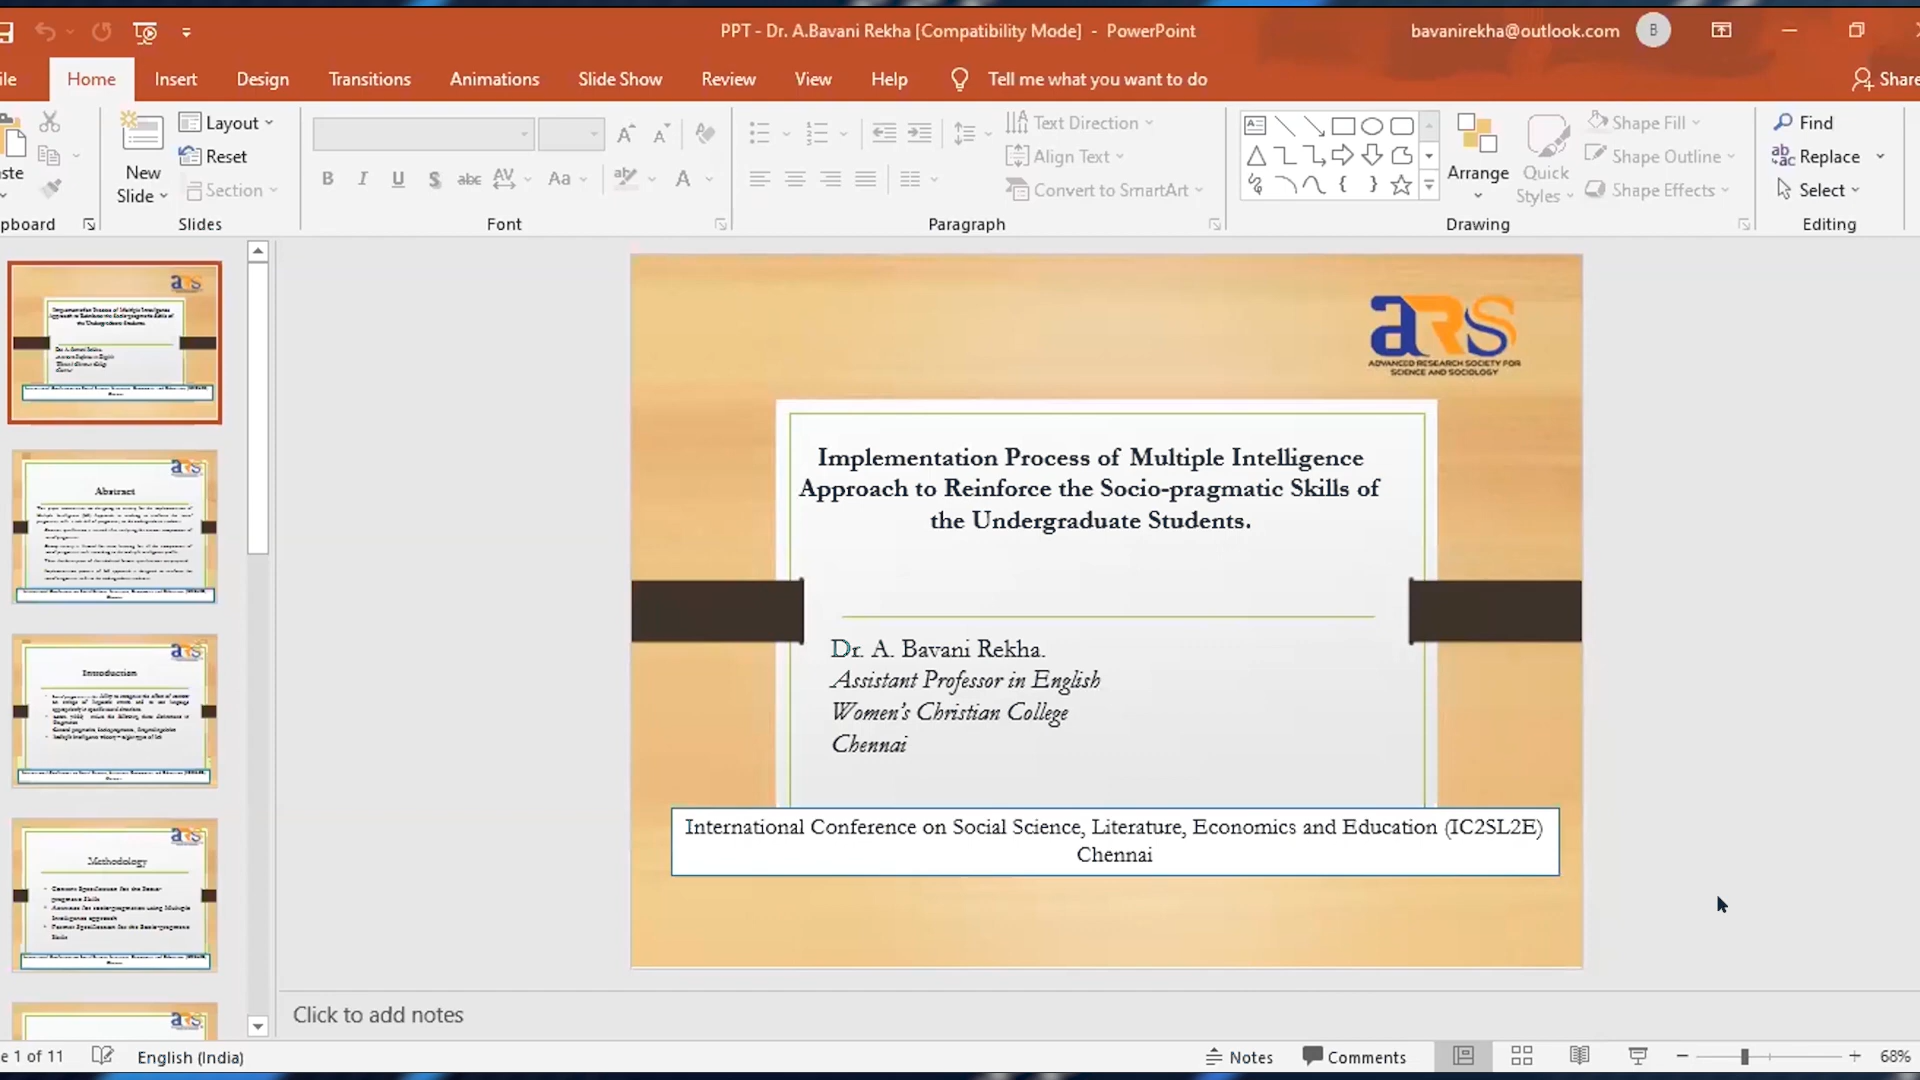 PPT - Dr. A.Bavani Rekha [Compatibility Mode] - PowerPoint
bavanirekha@outlook.com
B
ile
Home
Insert
Design
Transitions
Animations
Slide Show
Review
View
Help
Tell me what you want to do
Share
ste
New
Slide
Layout
Reset
Section
Text Direction
Align Text
Convert to SmartArt
Arrange
Quick
Styles
Shape Fill
Shape Outline
Shape Effects
Find
Replace
Select
pboard
Slides
Font
Paragraph
Drawing
Editing
aRS
ADVANCED RESEARCH SOCIETY FOR
SCIENCE AND SOCIOLOGY
Implementation Process of Multiple Intelligence
Approach to Reinforce the Socio-pragmatic Skills of
the Undergraduate Students.
Dr. A. Bavani Rekha.
Assistant Professor in English
Women's Christian College
Chennai
International Conference on Social Science, Literature, Economics and Education (IC2SL2E)
Chennai
Abstract
Introduction
Methodology
Click to add notes
e 1 of 11
English (India)
Notes
Comments
68%